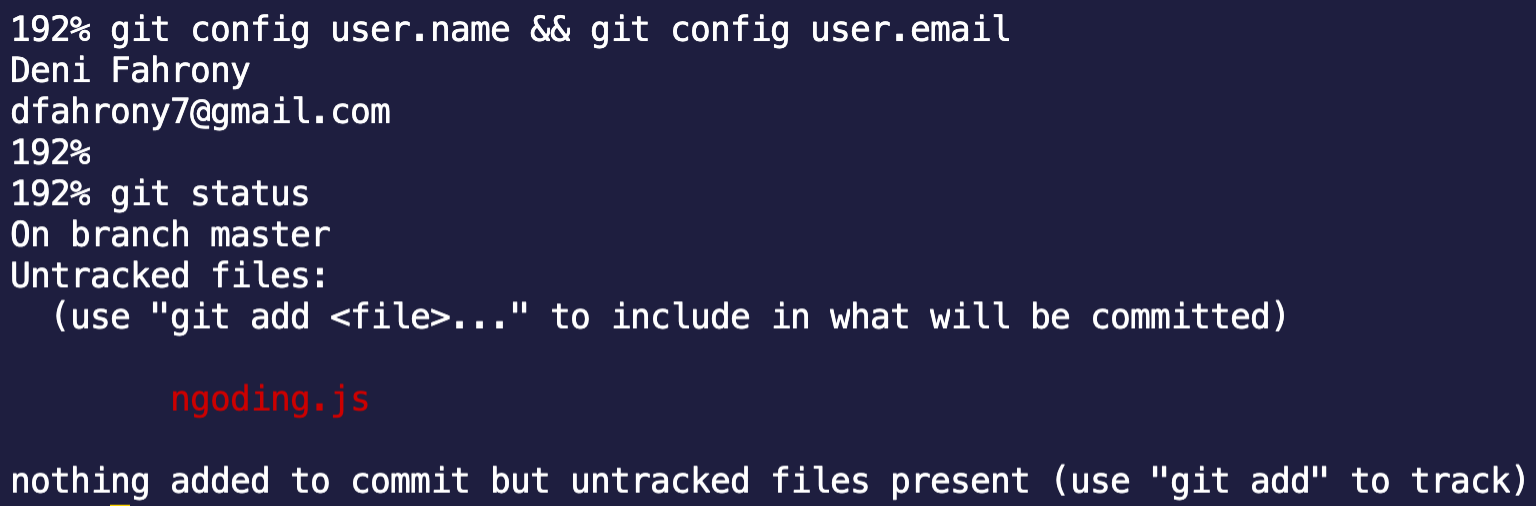 192% git config user.name && git config user.email
Deni Fahrony
dfahrony7@gmail.com
192%
192% git status
On branch master
Untracked files:
  (use "git add <file>..." to include in what will be committed)

        ngoding.js

nothing added to commit but untracked files present (use "git add" to track)